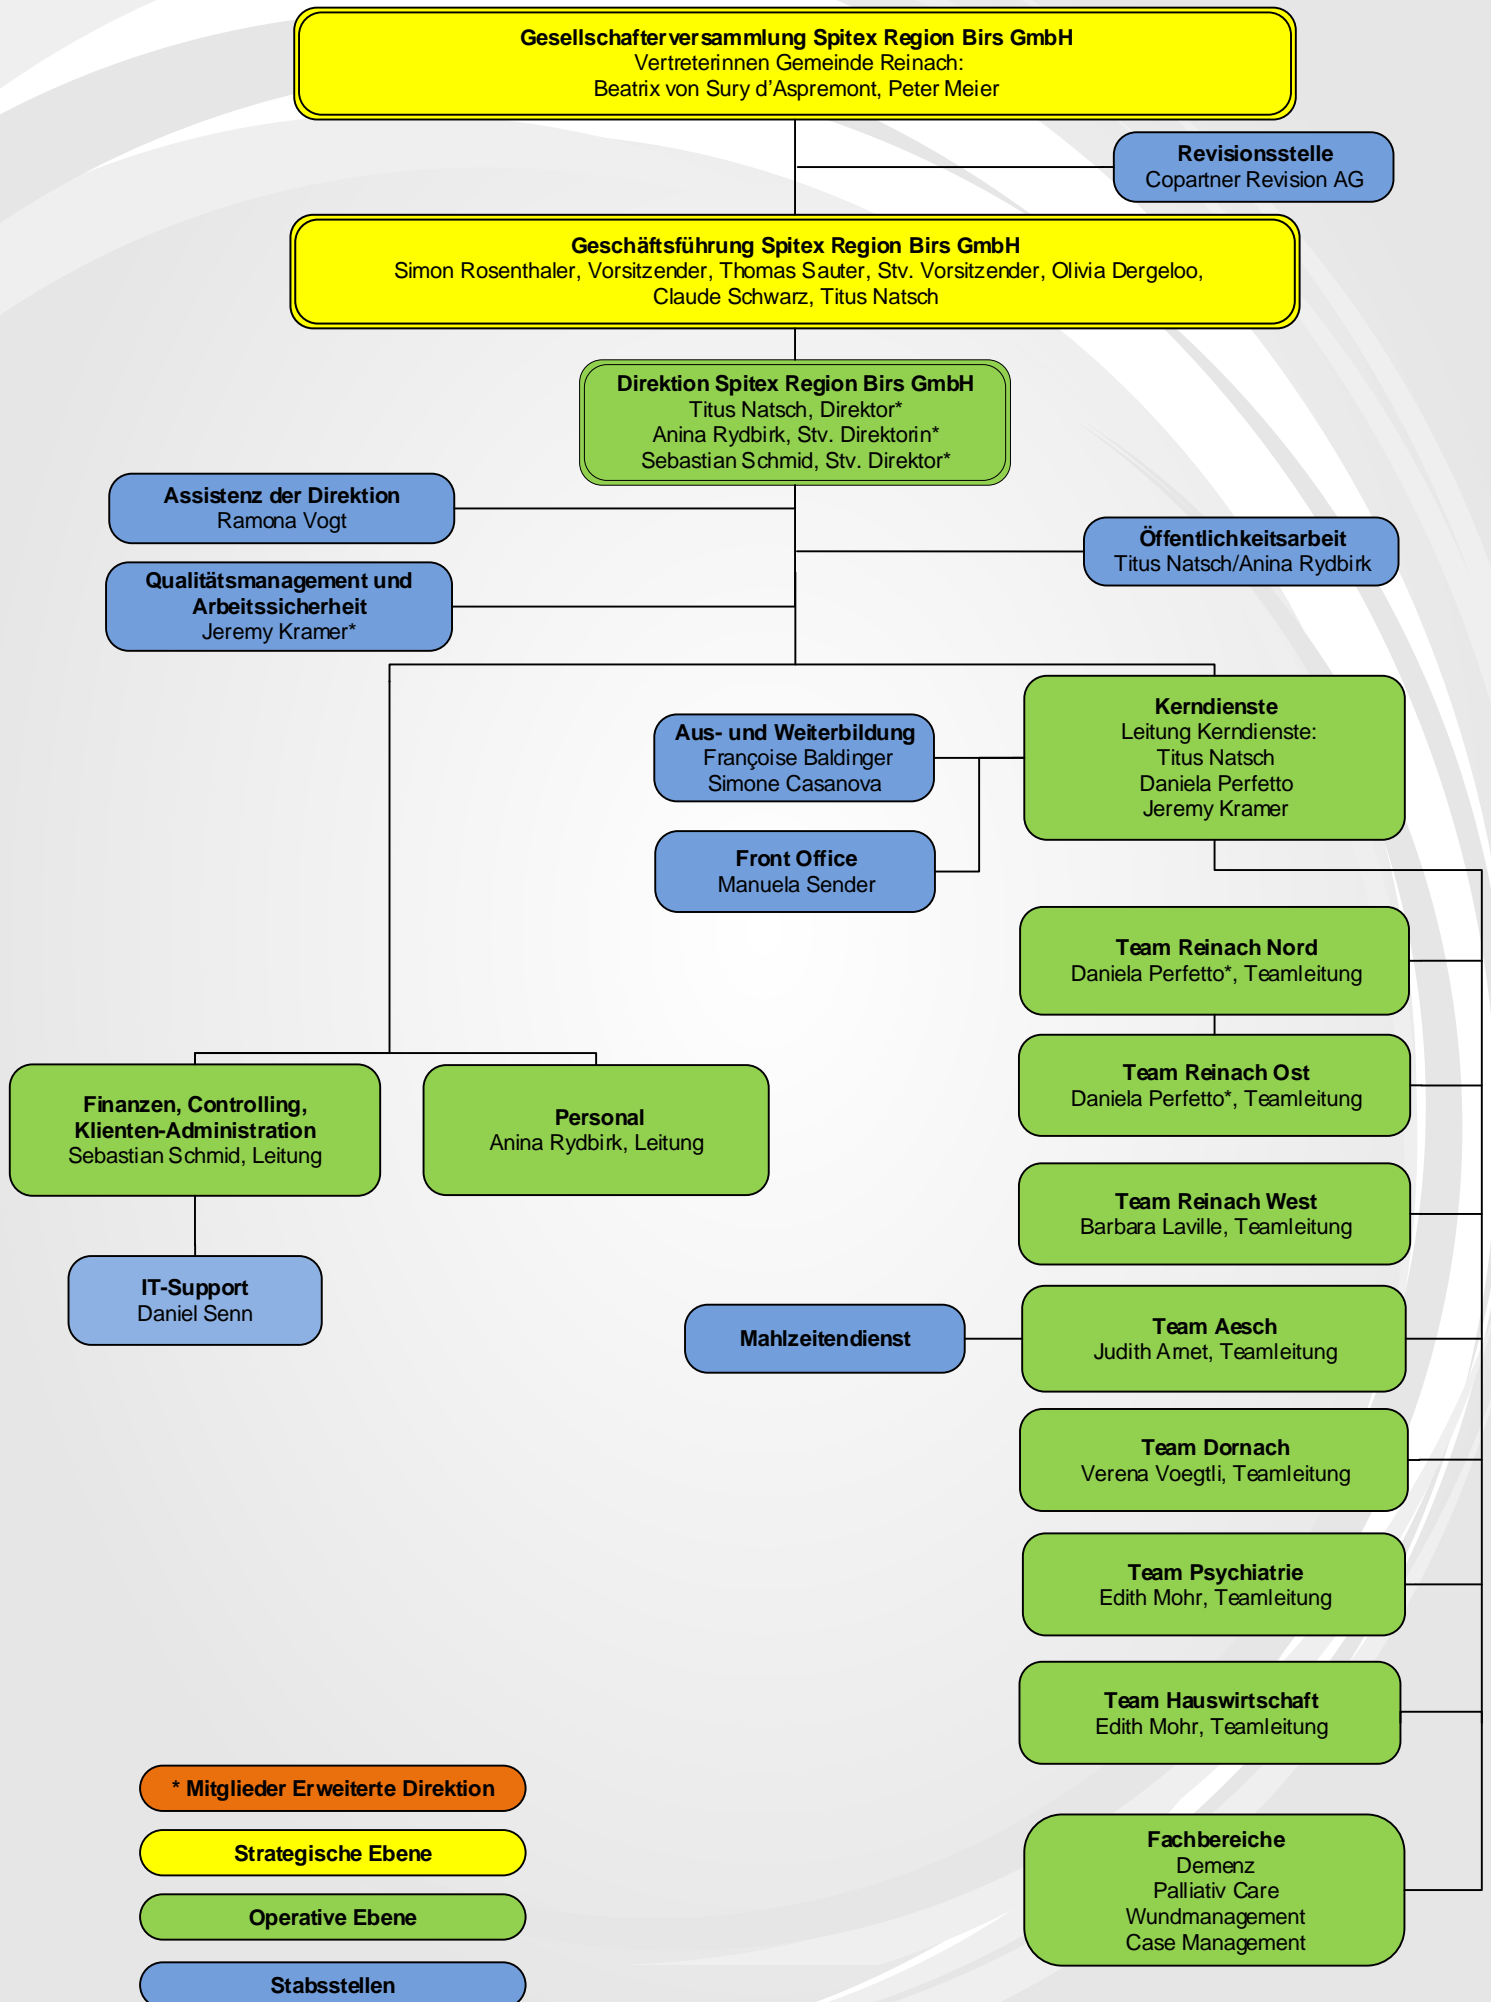 Gesellschafterversammlung Spitex Region Birs GmbH
Vertreterinnen Gemeinde Reinach:
Beatrix von Sury d'Aspremont, Peter Meier
Revisionsstelle
Copartner Revision AG
Geschäftsführung Spitex Region Birs GmbH
Simon Rosenthaler, Vorsitzender, Thomas Sauter, Stv. Vorsitzender, Olivia Dergeloo,
Claude Schwarz, Titus Natsch
Direktion Spitex Region Birs GmbH
Titus Natsch, Direktor*
Anina Rydbirk, Stv. Direktorin*
Sebastian Schmid, Stv. Direktor*
Assistenz der Direktion
Ramona Vogt
Öffentlichkeitsarbeit
Titus Natsch/Anina Rydbirk
Qualitätsmanagement und
Arbeitssicherheit
Jeremy Kramer*
Kerndienste
Leitung Kerndienste:
Titus Natsch
Daniela Perfetto
Jeremy Kramer
Aus- und Weiterbildung
Françoise Baldinger
Simone Casanova
Front Office
Manuela Sender
Team Reinach Nord
Daniela Perfetto*, Teamleitung
Team Reinach Ost
Daniela Perfetto*, Teamleitung
Finanzen, Controlling,
Klienten-Administration
Sebastian Schmid, Leitung
Personal
Anina Rydbirk, Leitung
Team Reinach West
Barbara Laville, Teamleitung
IT-Support
Daniel Senn
Mahlzeitendienst
Team Aesch
Judith Arnet, Teamleitung
Team Dornach
Verena Voegtli, Teamleitung
Team Psychiatrie
Edith Mohr, Teamleitung
Team Hauswirtschaft
Edith Mohr, Teamleitung
Fachbereiche
Demenz
Palliativ Care
Wundmanagement
Case Management
* Mitglieder Erweiterte Direktion
Strategische Ebene
Operative Ebene
Stabsstellen